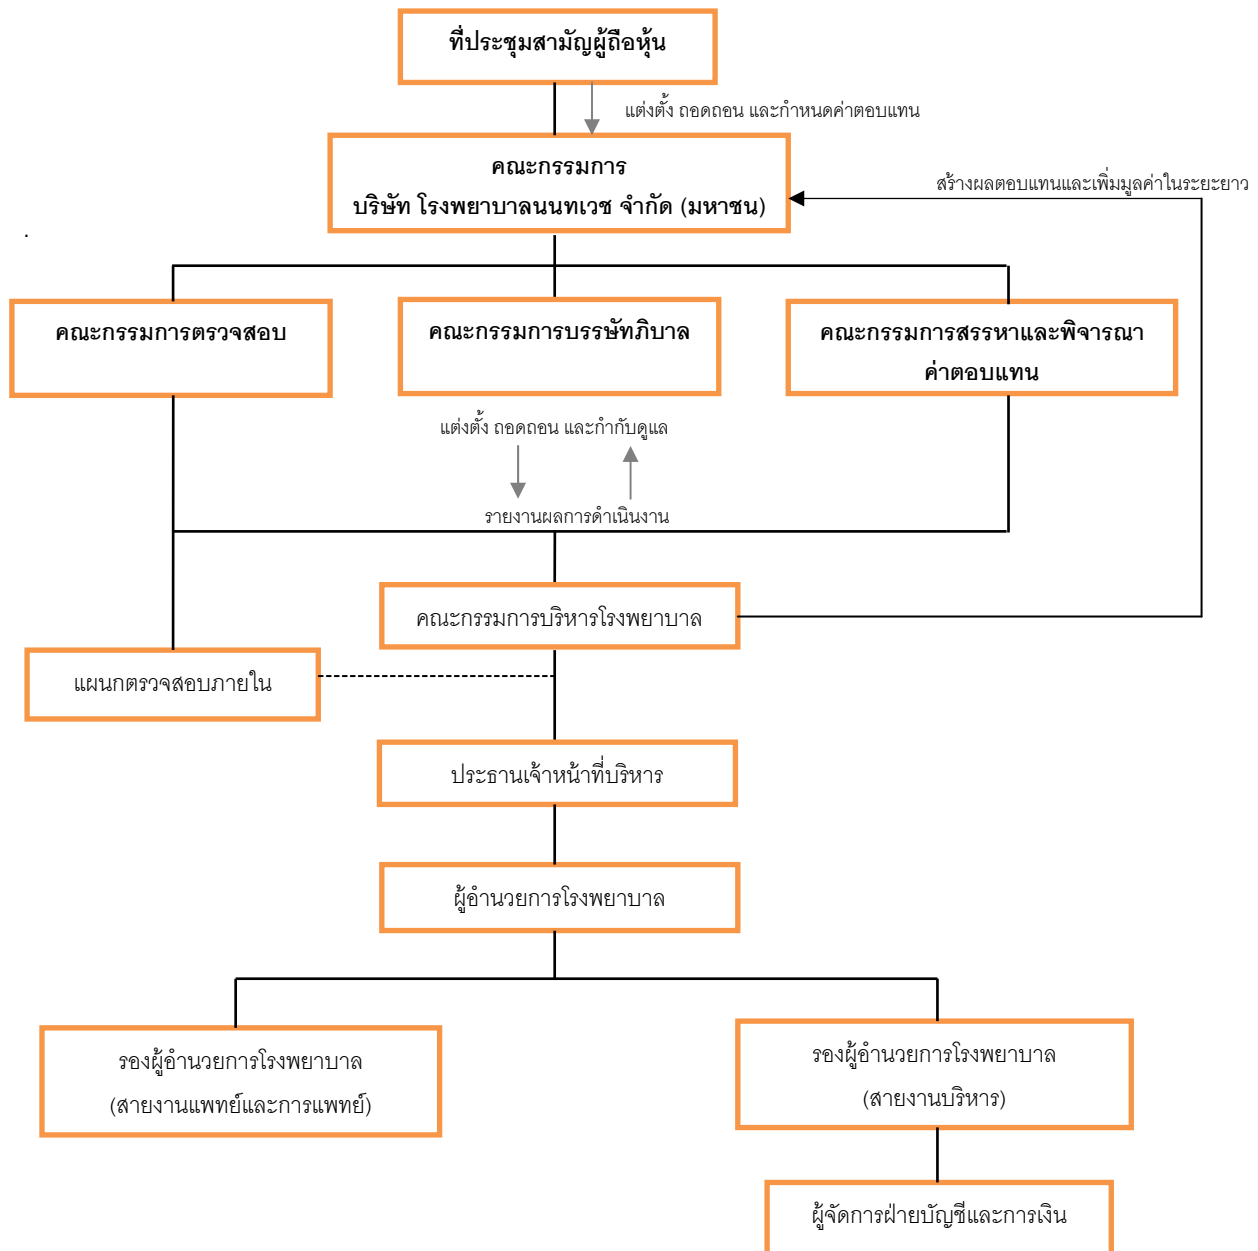 ที่ประชุมสามัญผู้ถือหุ้น
แต่งตั้ง ถอดถอน และกำหนดค่าตอบแทน
คณะกรรมการ
บริษัท โรงพยาบาลนนทเวช จำกัด (มหาชน)
สร้างผลตอบแทนและเพิ่มมูลค่าในระยะยาว
.
คณะกรรมการตรวจสอบ
คณะกรรมการบรรษัทภิบาล
คณะกรรมการสรรหาและพิจารณา
ค่าตอบแทน
แต่งตั้ง ถอดถอน และกำกับดูแล
รายงานผลการดำเนินงาน
คณะกรรมการบริหารโรงพยาบาล
แผนกตรวจสอบภายใน
ประธานเจ้าหน้าที่บริหาร
ผู้อำนวยการโรงพยาบาล
รองผู้อำนวยการโรงพยาบาล
(สายงานแพทย์และการแพทย์)
รองผู้อำนวยการโรงพยาบาล
(สายงานบริหาร)
ผู้จัดการฝ่ายบัญชีและการเงิน